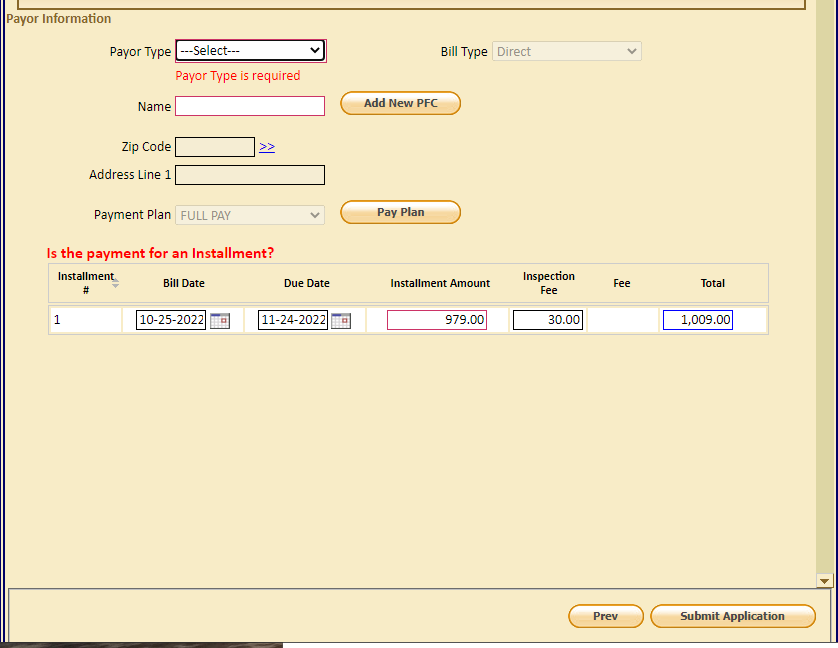 Payor Information
Payor Type ---Select--- Bill Type Direct
Payor Type is required
Name Add New PFC
Zip Code >>
Address Line 1
Payment Plan FULL PAY Pay Plan
Is the payment for an Installment?
Installment # Bill Date Due Date Installment Amount Inspection Fee Fee Total
1 10-25-2022 11-24-2022 979.00 30.00 1,009.00
Prev Submit Application